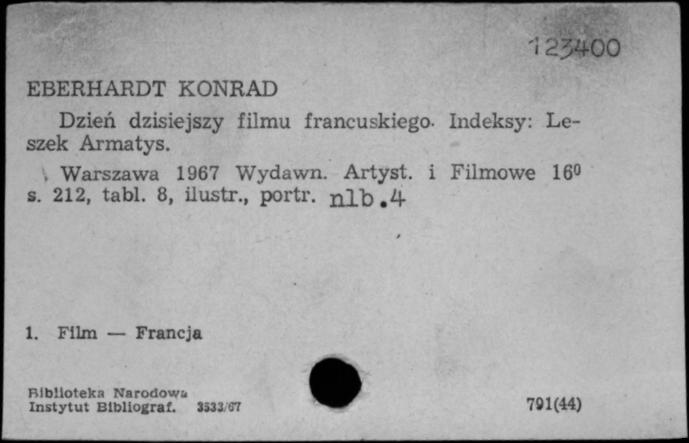 123400
EBERHARDT KONRAD
Dzień dzisiejszy filmu francuskiego. Indeksy: Le-
szek Armatys.
Warszawa 1967 Wydawn. Artyst. i Filmowe 16⁰
s. 212, tabl. 8, ilustr., portr. nlb.4
1. Film — Francja
Biblioteka Narodowa
Instytut Bibliograf. 3533/67
791(44)